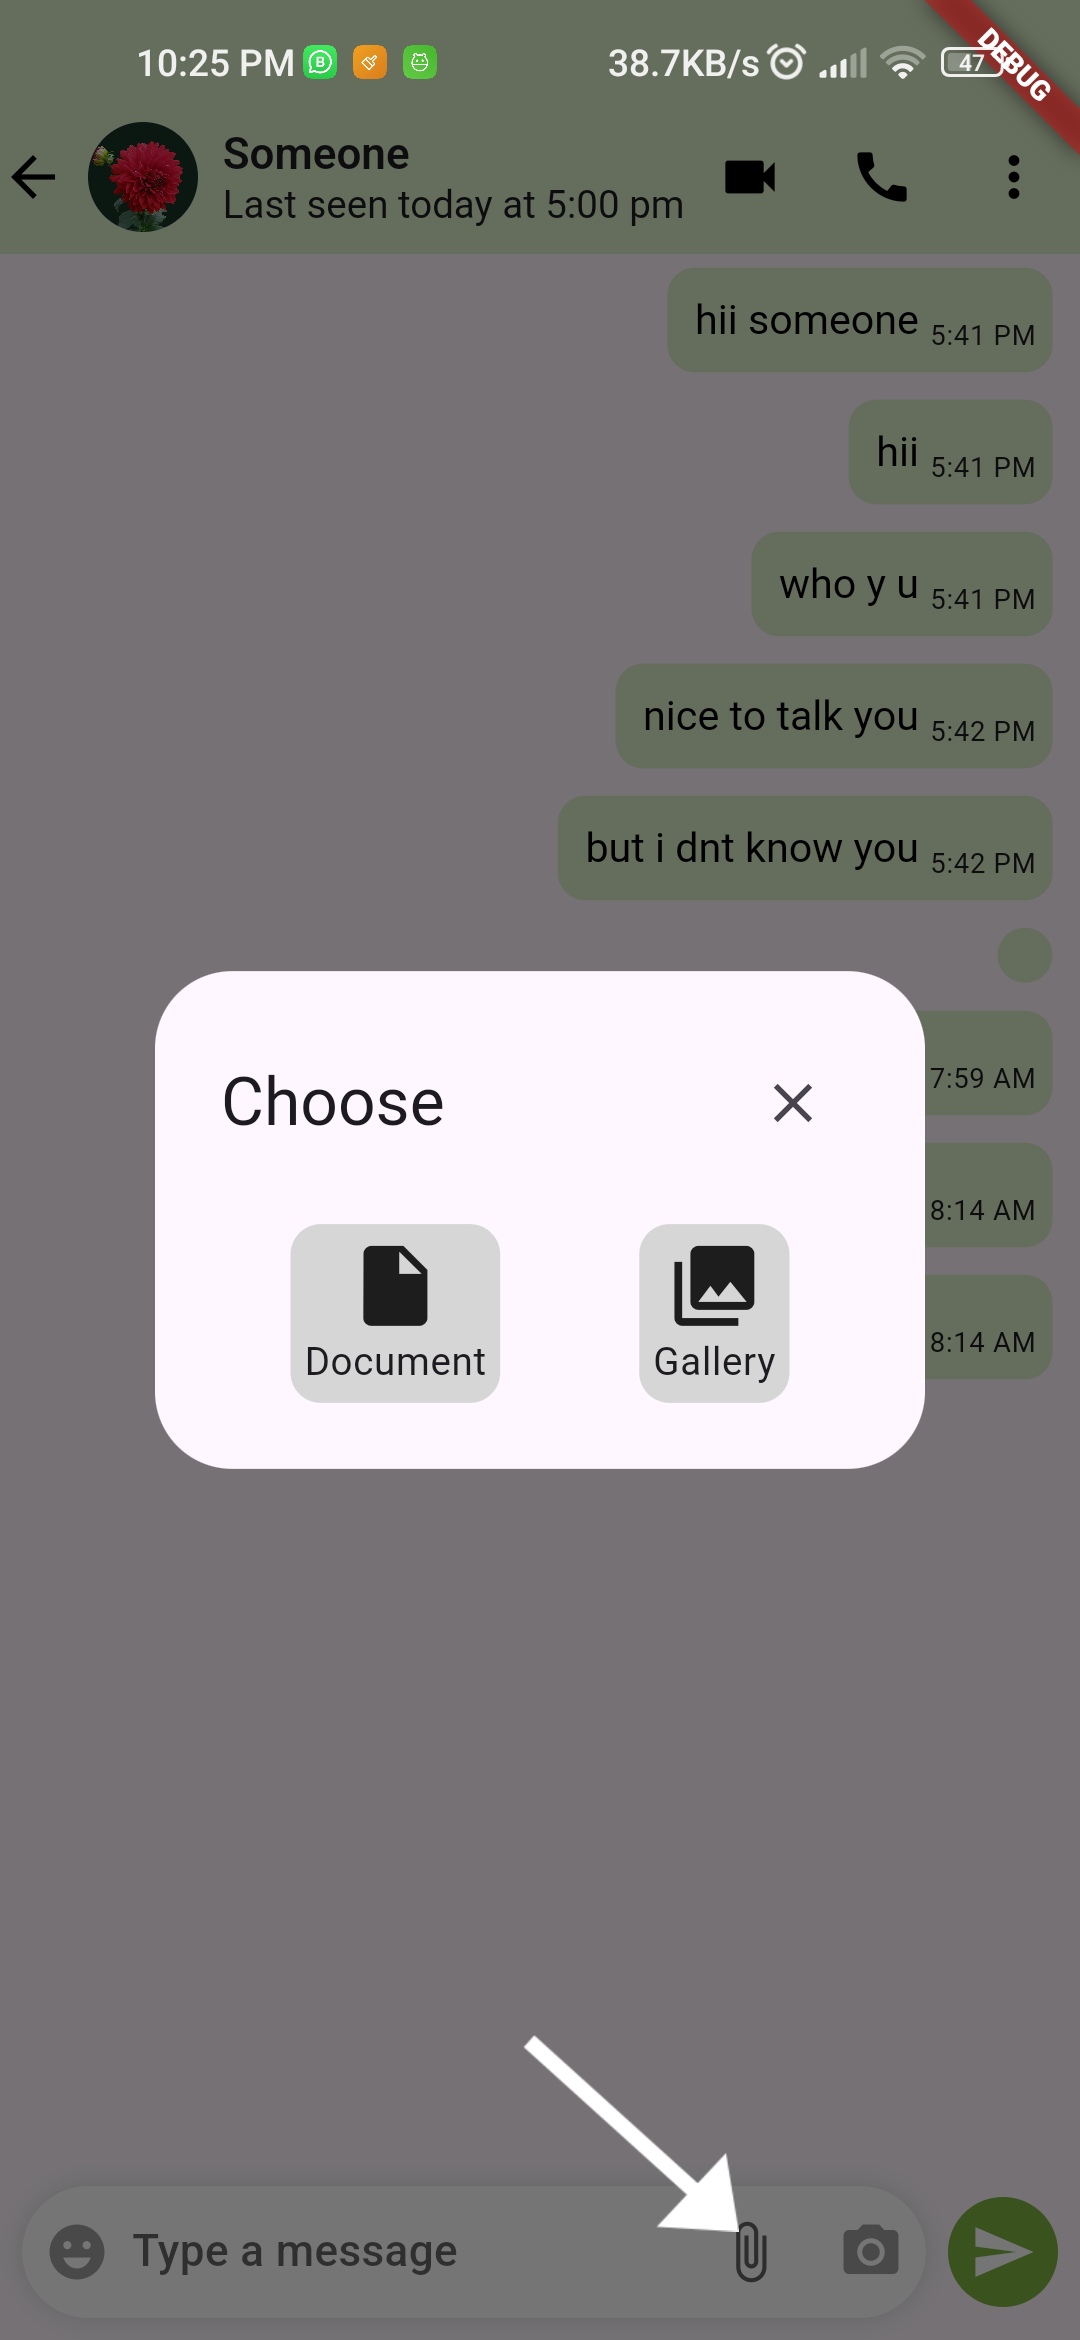 10:25 PM B 38.7KB/s 47 DEBUG
Someone
Last seen today at 5:00 pm
hii someone 5:41 PM
hii 5:41 PM
who y u 5:41 PM
nice to talk you 5:42 PM
but i dnt know you 5:42 PM
7:59 AM
Choose
8:14 AM
8:14 AM
Document Gallery
Type a message